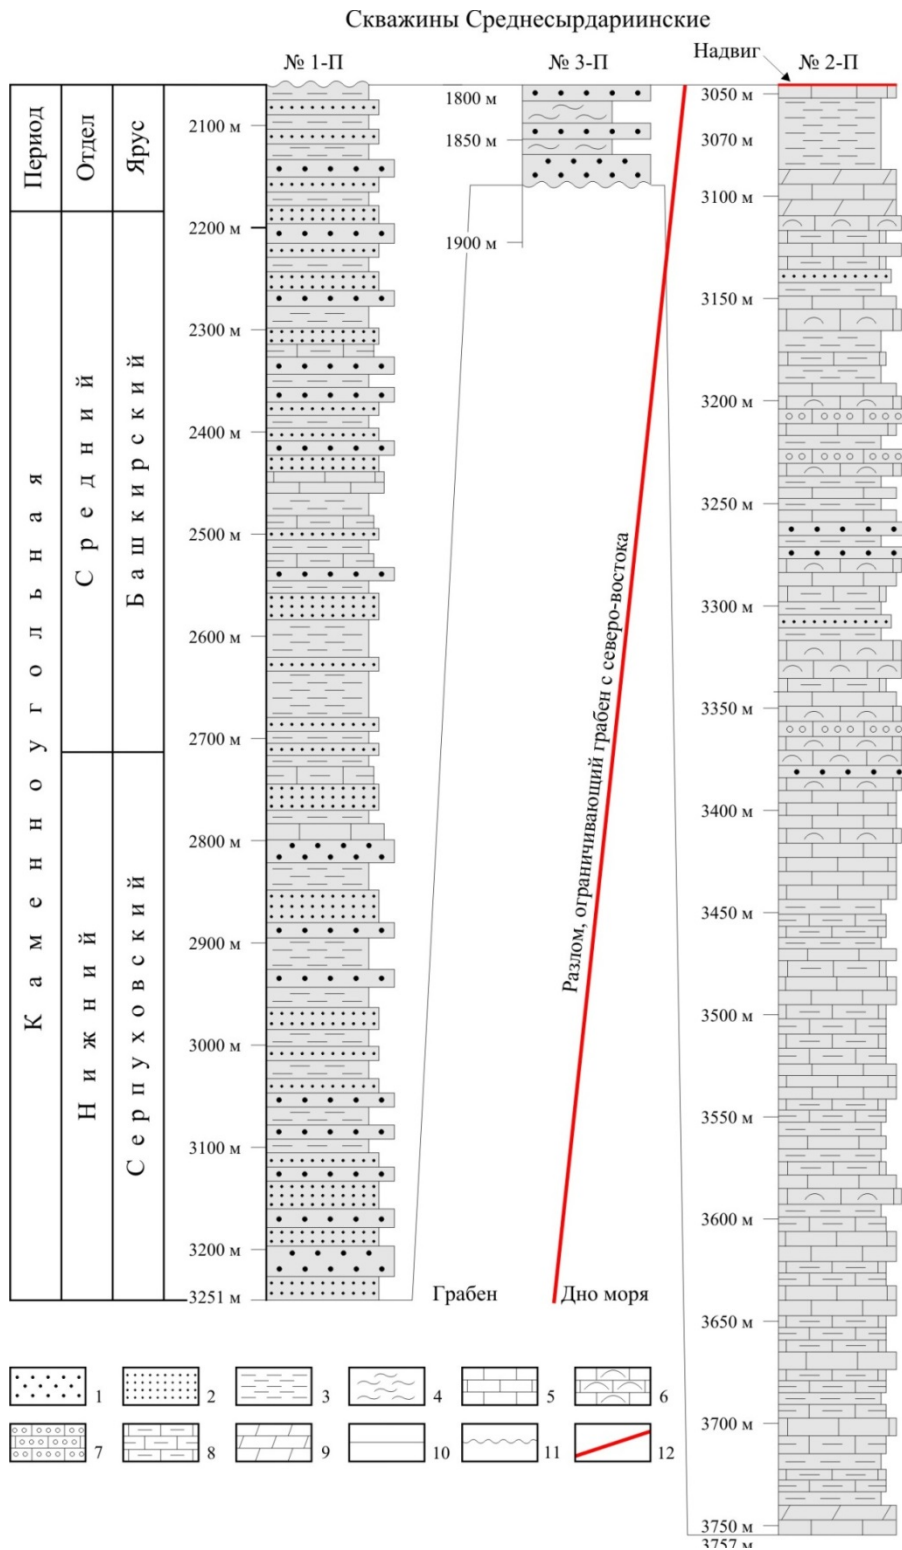 Скважины Среднесырдариинские
№ 1-П
№ 3-П
Надвиг
№ 2-П
Период
Отдел
Ярус
Каменноугольная
Средний
Нижний
Башкирский
Серпуховский
2100 м
2200 м
2300 м
2400 м
2500 м
2600 м
2700 м
2800 м
2900 м
3000 м
3100 м
3200 м
3251 м
1800 м
1850 м
1900 м
Разлом, ограничивающий грабен с северо-востока
Грабен
Дно моря
3050 м
3070 м
3100 м
3150 м
3200 м
3250 м
3300 м
3350 м
3400 м
3450 м
3500 м
3550 м
3600 м
3650 м
3700 м
3750 м
3757 м
1 2 3 4 5 6
7 8 9 10 11 12